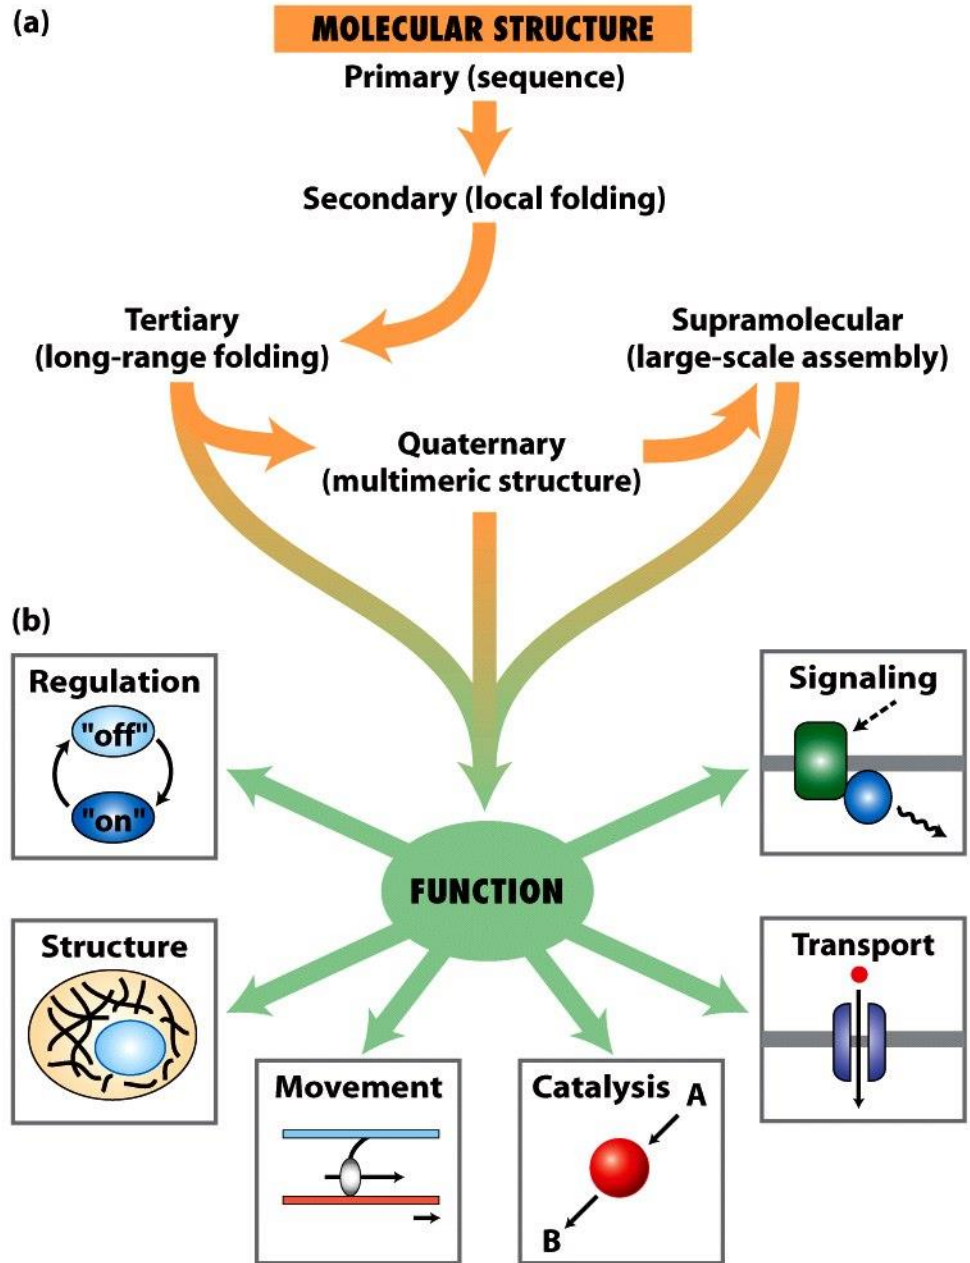 (a)
MOLECULAR STRUCTURE
Primary (sequence)
Secondary (local folding)
Tertiary
(long-range folding)
Supramolecular
(large-scale assembly)
Quaternary
(multimeric structure)
(b)
Regulation
"off"
"on"
Signaling
FUNCTION
Structure
Transport
Movement
Catalysis
A
B